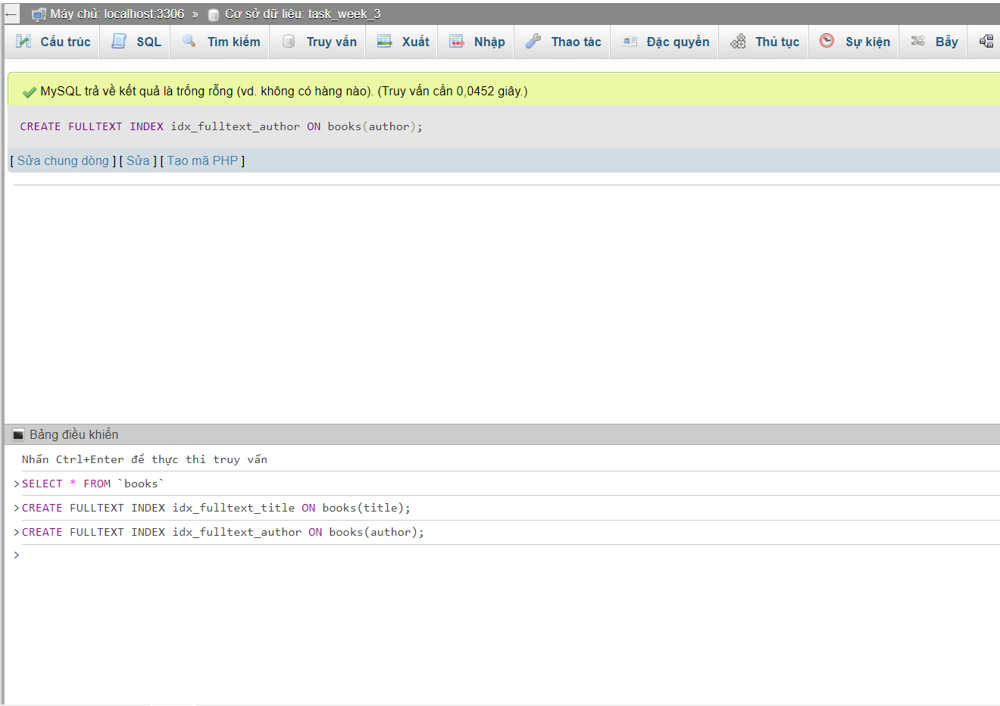 Máy chủ: localhost:3306 » Cơ sở dữ liệu: task_week_3
Cấu trúc SQL Tìm kiếm Truy vấn Xuất Nhập Thao tác Đặc quyền Thủ tục Sự kiện Bẫy
MySQL trả về kết quả là trống rỗng (vd. không có hàng nào). (Truy vấn cần 0,0452 giây.)
CREATE FULLTEXT INDEX idx_fulltext_author ON books(author);
[ Sửa chung dòng ] [ Sửa ] [ Tạo mã PHP ]
Bảng điều khiển
Nhấn Ctrl+Enter để thực thi truy vấn
>SELECT * FROM `books`
>CREATE FULLTEXT INDEX idx_fulltext_title ON books(title);
>CREATE FULLTEXT INDEX idx_fulltext_author ON books(author);
>